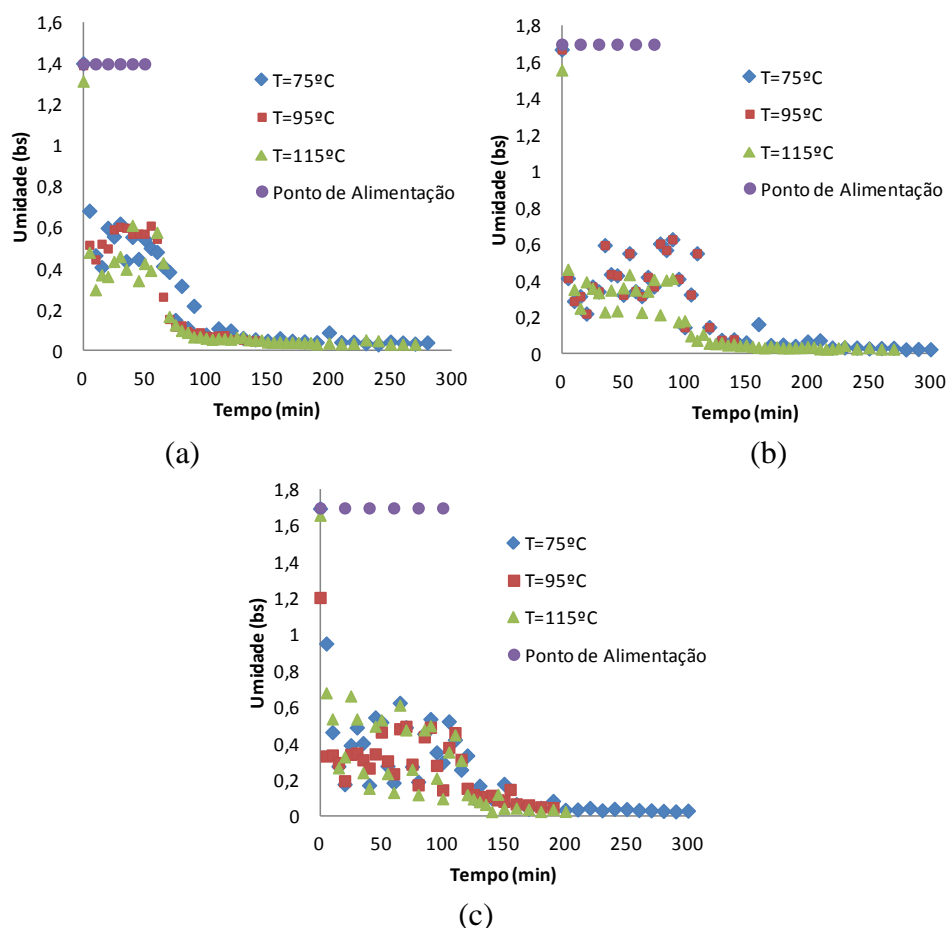 1,6
1,4
1,2
1
0,8
0,6
0,4
0,2
0
Umidade (bs)
T=75ºC
T=95ºC
T=115ºC
Ponto de Alimentação
0 50 100 150 200 250 300
Tempo (min)
(a)
1,8
1,6
1,4
1,2
1
0,8
0,6
0,4
0,2
0
Umidade (bs)
T=75ºC
T=95ºC
T=115ºC
Ponto de Alimentação
0 50 100 150 200 250 300
Tempo (min)
(b)
1,8
1,6
1,4
1,2
1
0,8
0,6
0,4
0,2
0
Umidade (bs)
T=75ºC
T=95ºC
T=115ºC
Ponto de Alimentação
0 50 100 150 200 250 300
Tempo (min)
(c)